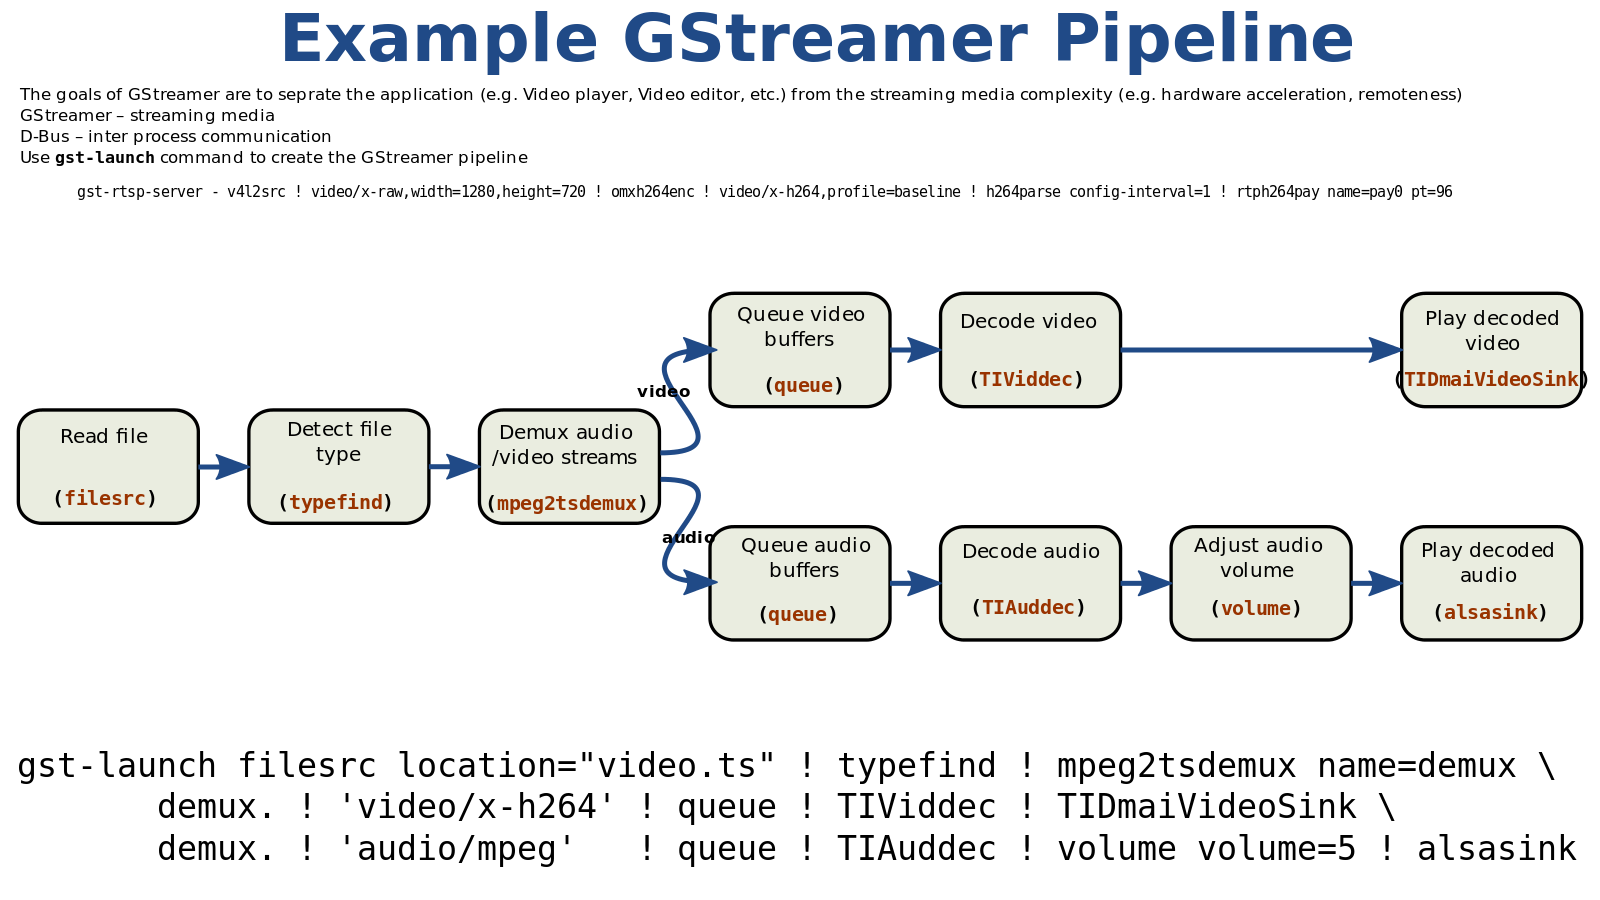 Example GStreamer Pipeline
The goals of GStreamer are to seprate the application (e.g. Video player, Video editor, etc.) from the streaming media complexity (e.g. hardware acceleration, remoteness)
GStreamer – streaming media
D-Bus – inter process communication
Use gst-launch command to create the GStreamer pipeline
gst-rtsp-server - v4l2src ! video/x-raw,width=1280,height=720 ! omxh264enc ! video/x-h264,profile=baseline ! h264parse config-interval=1 ! rtph264pay name=pay0 pt=96
Read file
(filesrc)
Detect file
type
(typefind)
Demux audio
/video streams
(mpeg2tsdemux)
video
Queue video
buffers
(queue)
Decode video
(TIViddec)
Play decoded
video
(TIDmaiVideoSink)
audio
Queue audio
buffers
(queue)
Decode audio
(TIAuddec)
Adjust audio
volume
(volume)
Play decoded
audio
(alsasink)
gst-launch filesrc location="video.ts" ! typefind ! mpeg2tsdemux name=demux \
demux. ! 'video/x-h264' ! queue ! TIViddec ! TIDmaiVideoSink \
demux. ! 'audio/mpeg'   ! queue ! TIAuddec ! volume volume=5 ! alsasink